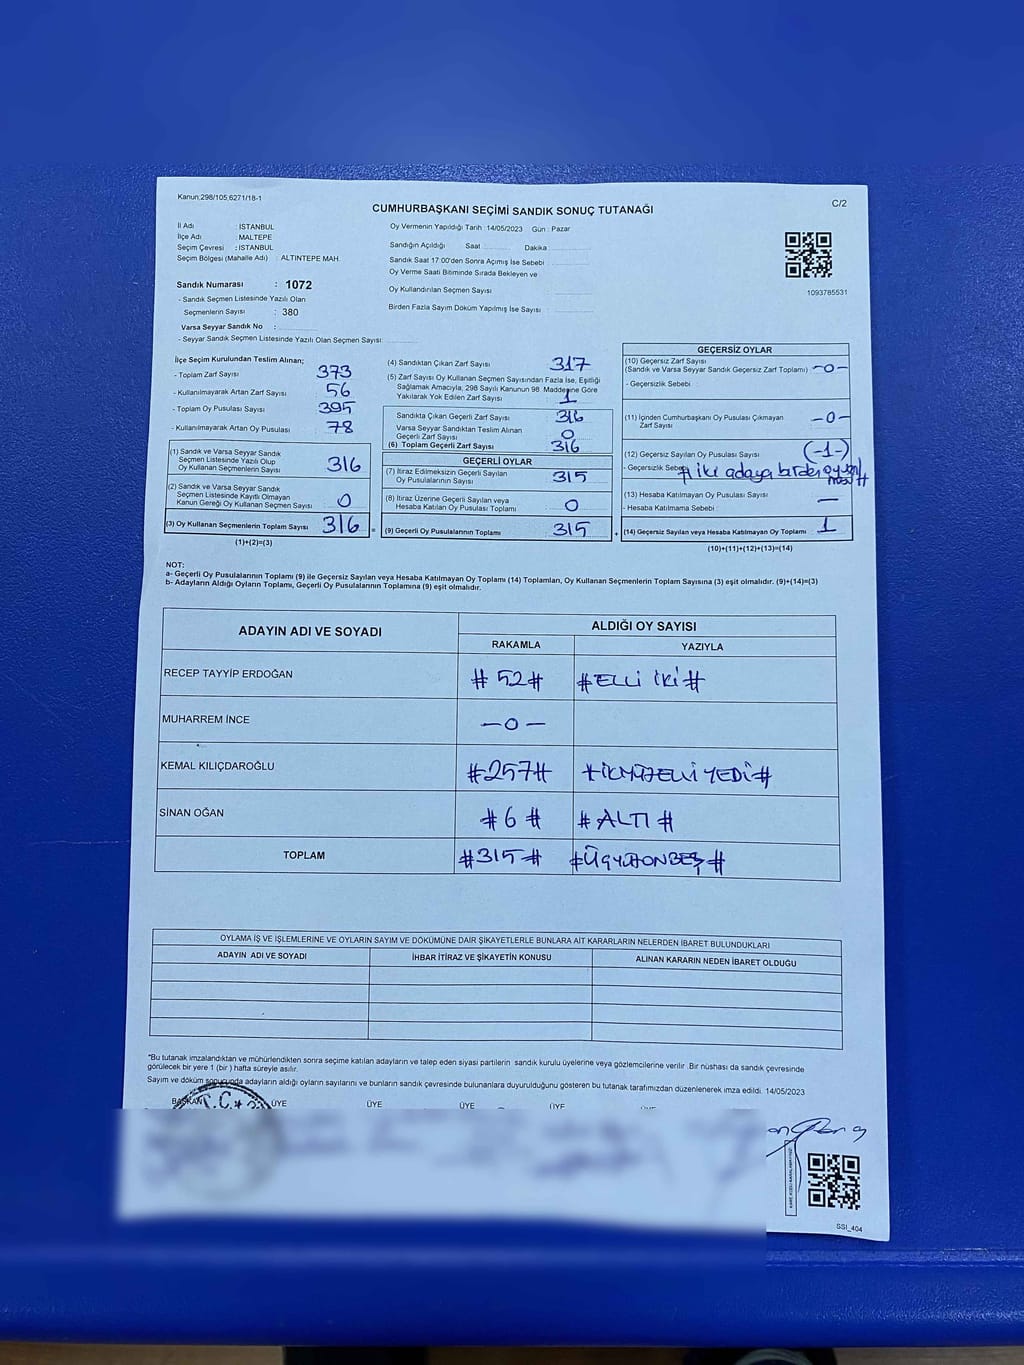 Kanun:298/105;6271/18-1
C/2
CUMHURBAŞKANI SEÇİMİ SANDIK SONUÇ TUTANAĞI
İl Adı : İSTANBUL
İlçe Adı : MALTEPE
Seçim Çevresi : İSTANBUL
Seçim Bölgesi (Mahalle Adı) : ALTINTEPE MAH.
Sandık Numarası : 1072
- Sandık Seçmen Listesinde Yazılı Olan
Seçmenlerin Sayısı : 380
Varsa Seyyar Sandık No :
- Seyyar Sandık Seçmen Listesinde Yazılı Olan Seçmen Sayısı:
Oy Vermenin Yapıldığı Tarih : 14/05/2023 Gün : Pazar
Sandığın Açıldığı Saat Dakika
Sandık Saat 17.00'den Sonra Açımış İse Sebebi :
Oy Verme Saati Bitiminde Sırada Bekleyen ve
Oy Kullandırılan Seçmen Sayısı
Birden Fazla Sayım Döküm Yapılmış İse Sayısı :
1093785531
İlçe Seçim Kurulundan Teslim Alınan;
- Toplam Zarf Sayısı 373
- Kullanılmayarak Artan Zarf Sayısı 56
- Toplam Oy Pusulası Sayısı 395
- Kullanılmayarak Artan Oy Pusulası 78
(1) Sandık ve Varsa Seyyar Sandık
Seçmen Listesinde Yazılı Olup
Oy Kullanan Seçmenlerin Sayısı 316
(2) Sandık ve Varsa Seyyar Sandık
Seçmen Listesinde Kayıtlı Olmayan
Kanun Gereği Oy Kullanan Seçmen Sayısı 0
(3) Oy Kullanan Seçmenlerin Toplam Sayısı 316 =
(1)+(2)=(3)
(4) Sandıktan Çıkan Zarf Sayısı 317
(5) Zarf Sayısı Oy Kullanan Seçmen Sayısından Fazla İse, Eşitliği
Sağlamak Amacıyla, 298 Sayılı Kanunun 98. Maddesine Göre
Yakılarak Yok Edilen Zarf Sayısı 1
Sandıkta Çıkan Geçerli Zarf Sayısı 316
Varsa Seyyar Sandıktan Teslim Alınan
Geçerli Zarf Sayısı 0
(6) Toplam Geçerli Zarf Sayısı 316
GEÇERLİ OYLAR
(7) İtiraz Edilmeksizin Geçerli Sayılan
Oy Pusulalarının Sayısı 315
(8) İtiraz Üzerine Geçerli Sayılan veya
Hesaba Katılan Oy Pusulası Toplamı 0
(9) Geçerli Oy Pusulalarının Toplamı 315 +
GEÇERSİZ OYLAR
(10) Geçersiz Zarf Sayısı
(Sandık ve Varsa Seyyar Sandık Geçersiz Zarf Toplamı) -0-
- Geçersizlik Sebebi
(11) İçinden Cumhurbaşkanı Oy Pusulası Çıkmayan
Zarf Sayısı -0-
(12) Geçersiz Sayılan Oy Pusulası Sayısı (-1-)
- Geçersizlik Sebebi # iki adaya birden oy
(13) Hesaba Katılmayan Oy Pusulası Sayısı —
- Hesaba Katılmama Sebebi :
(14) Geçersiz Sayılan veya Hesaba Katılmayan Oy Toplamı 1
(10)+(11)+(12)+(13)=(14)
NOT:
a- Geçerli Oy Pusulalarının Toplamı (9) ile Geçersiz Sayılan veya Hesaba Katılmayan Oy Toplamı (14) Toplamları, Oy Kullanan Seçmenlerin Toplam Sayısına (3) eşit olmalıdır. (9)+(14)=(3)
b- Adayların Aldığı Oyların Toplamı, Geçerli Oy Pusulalarının Toplamına (9) eşit olmalıdır.
ADAYIN ADI VE SOYADI
ALDIĞI OY SAYISI
RAKAMLA YAZIYLA
RECEP TAYYİP ERDOĞAN # 52 # # ELLİ İKİ #
MUHARREM İNCE -0-
KEMAL KILIÇDAROĞLU #257# #İKİYÜZELLİYEDİ#
SİNAN OĞAN # 6 # # ALTI #
TOPLAM #315# #ÜÇYÜZONBEŞ#
OYLAMA İŞ VE İŞLEMLERİNE VE OYLARIN SAYIM VE DÖKÜMÜNE DAİR ŞİKAYETLERLE BUNLARA AİT KARARLARIN NELERDEN İBARET BULUNDUKLARI
ADAYIN ADI VE SOYADI İHBAR İTİRAZ VE ŞİKAYETİN KONUSU ALINAN KARARIN NEDEN İBARET OLDUĞU
*Bu tutanak imzalandıktan ve mühürlendikten sonra seçime katılan adayların ve talep eden siyasi partilerin sandık kurulu üyelerine veya gözlemcilerine verilir. Bir nüshası da sandık çevresinde
görülecek bir yere 1 (bir ) hafta süreyle asılır.
Sayım ve döküm sonucunda adayların aldığı oyların sayılarını ve bunların sandık çevresinde bulunanlara duyurulduğunu gösteren bu tutanak tarafımızdan düzenlenerek imza edildi. 14/05/2023
BAŞKAN ÜYE ÜYE ÜYE ÜYE ÜYE
T.C.
SSİ_404